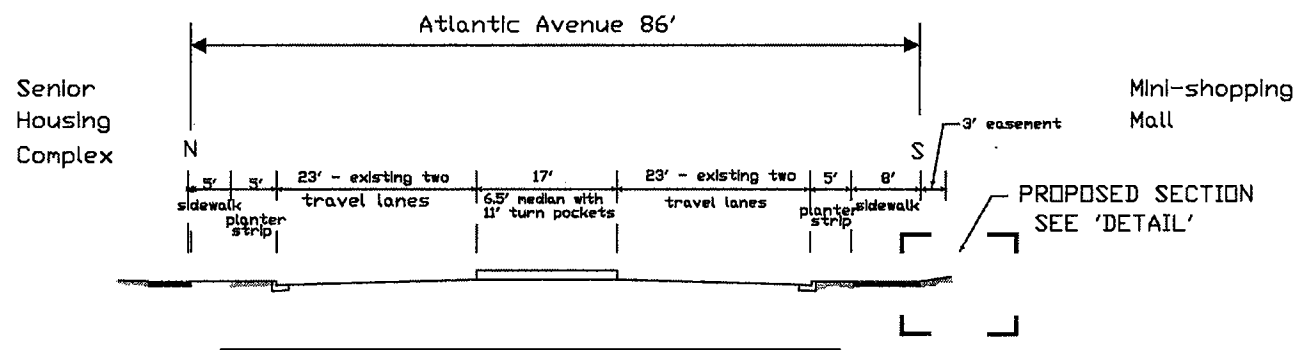 Atlantic Avenue 86'
Senior
Housing
Complex
Mini-shopping
Mall
3' easement
N
S
5'
5'
23' - existing two
17'
23' - existing two
5'
8'
sidewalk
planter
strip
travel lanes
6.5' median with
11' turn pockets
travel lanes
planter
strip
sidewalk
PROPOSED SECTION
SEE 'DETAIL'